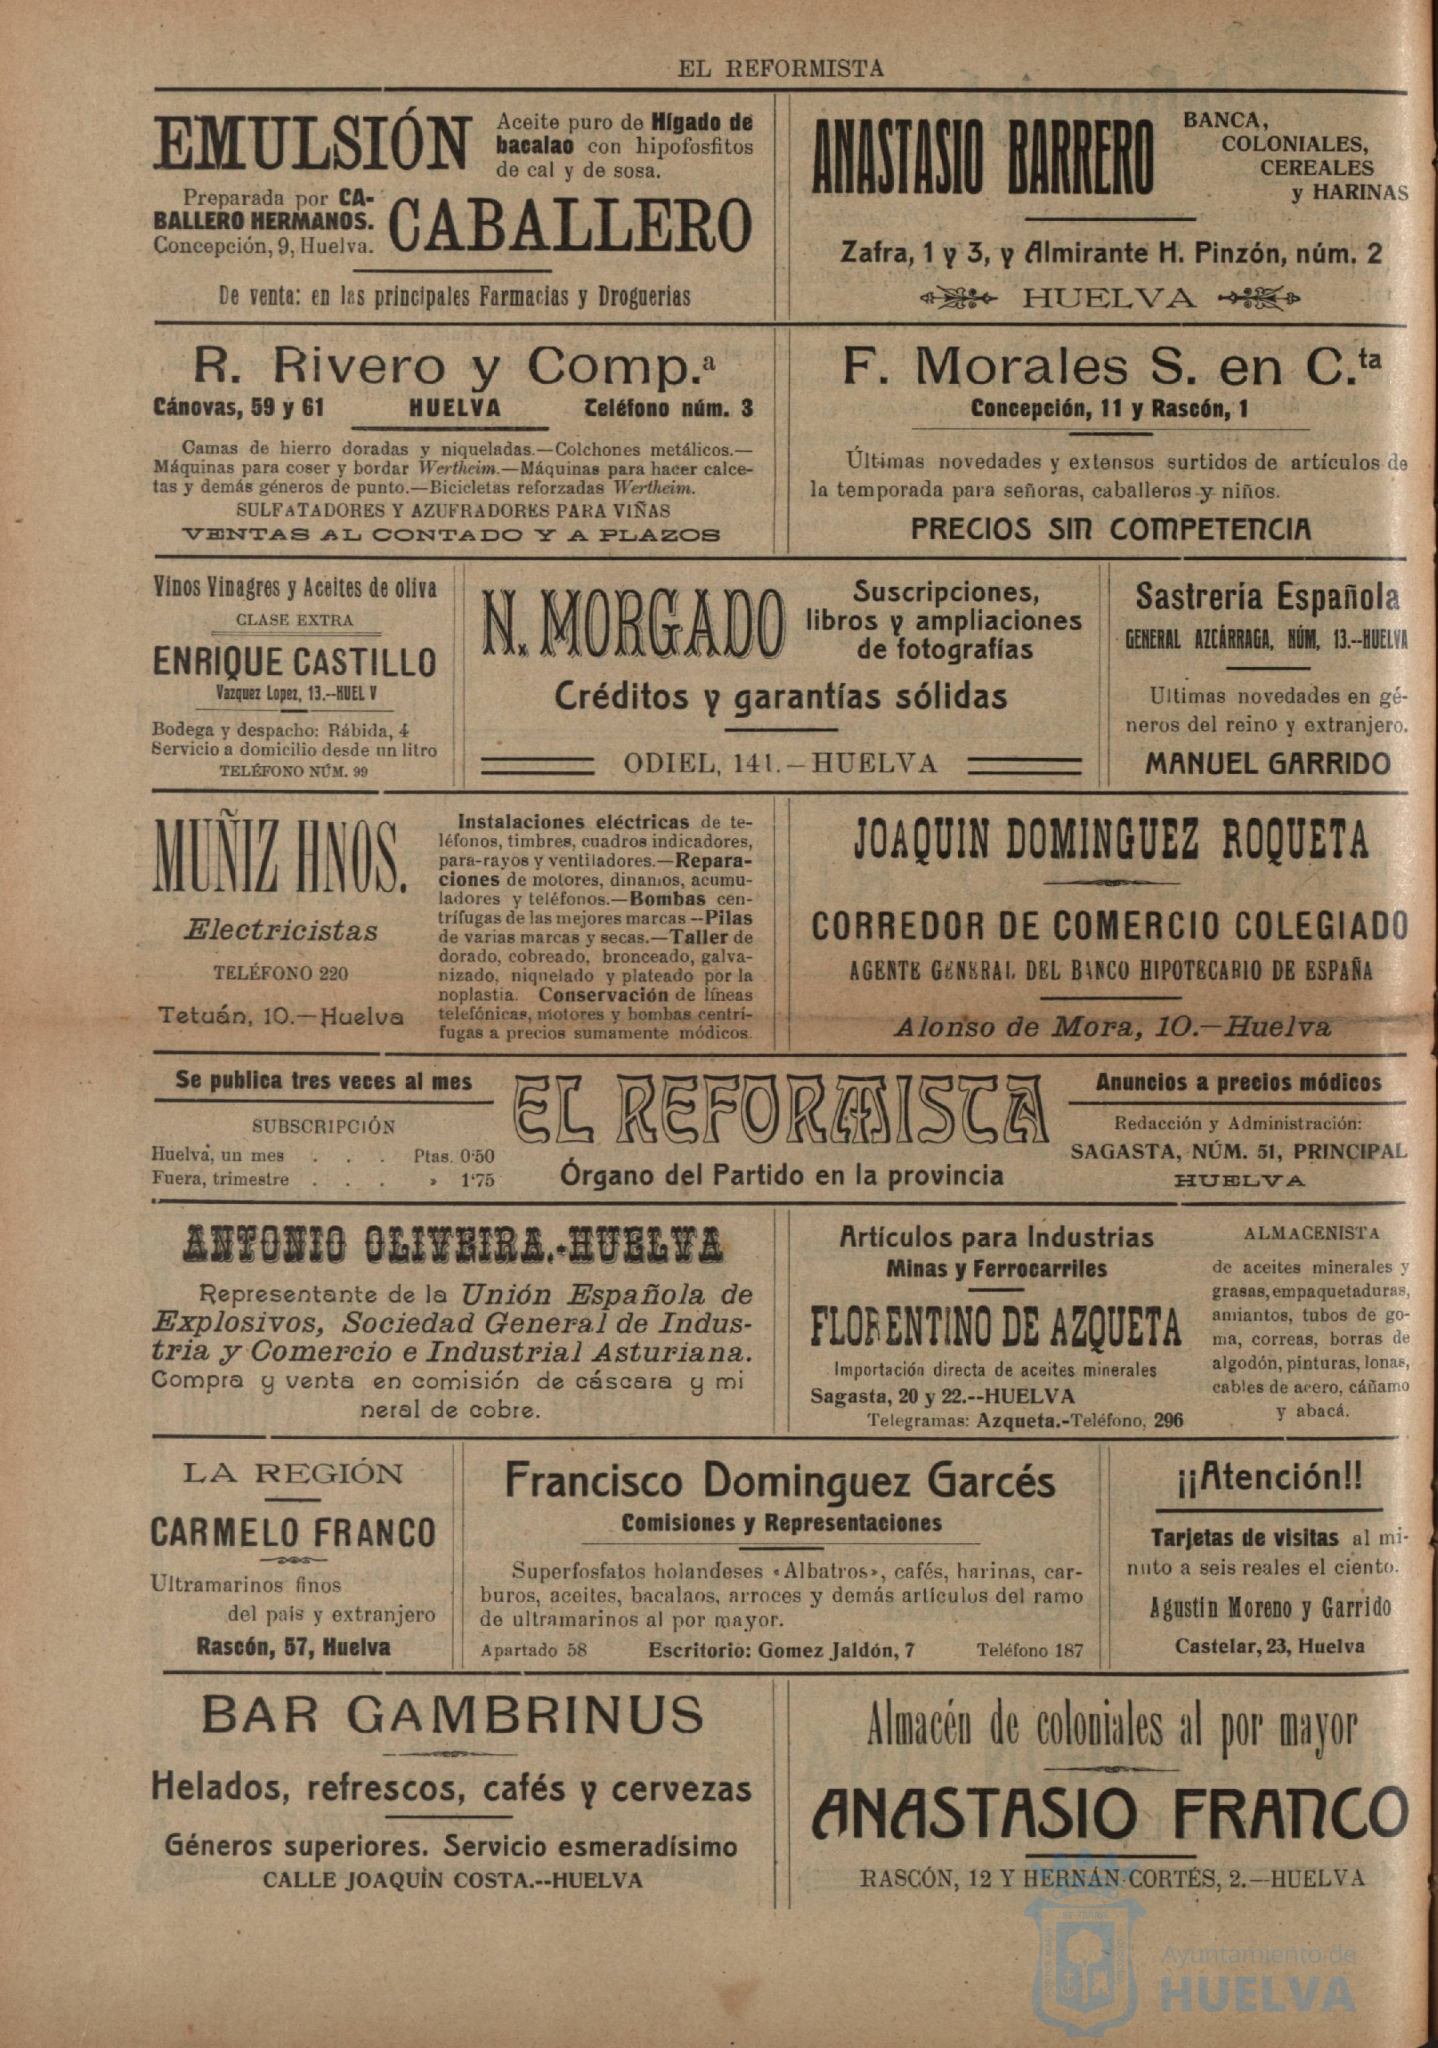 EL REFORMISTA
EMULSIÓN
Aceite puro de Hígado de
bacalao con hipofosfitos
de cal y de sosa.
Preparada por CA-
BALLERO HERMANOS.
Concepción, 9, Huelva.
CABALLERO
De venta: en las principales Farmacias y Droguerias
ANASTASIO BARRERO
BANCA,
COLONIALES,
CEREALES
y HARINAS
Zafra, 1 y 3, y Almirante H. Pinzón, núm. 2
HUELVA
R. Rivero y Comp.ª
Cánovas, 59 y 61 HUELVA Teléfono núm. 3
Camas de hierro doradas y niqueladas.—Colchones metálicos.—
Máquinas para coser y bordar Wertheim.—Máquinas para hacer calce-
tas y demás géneros de punto.—Bicicletas reforzadas Wertheim.
SULFATADORES Y AZUFRADORES PARA VIÑAS
VENTAS AL CONTADO Y A PLAZOS
F. Morales S. en C.ta
Concepción, 11 y Rascón, 1
Últimas novedades y extensos surtidos de artículos de
la temporada para señoras, caballeros y niños.
PRECIOS SIN COMPETENCIA
Vinos Vinagres y Aceites de oliva
CLASE EXTRA
ENRIQUE CASTILLO
Vazquez Lopez, 13.--HUEL V
Bodega y despacho: Rábida, 4
Servicio a domicilio desde un litro
TELÉFONO NÚM. 99
N. MORGADO
Suscripciones,
libros y ampliaciones
de fotografías
Créditos y garantías sólidas
ODIEL, 141.—HUELVA
Sastrería Española
GENERAL AZCÁRRAGA, NÚM, 13.--HUELVA
Ultimas novedades en gé-
neros del reino y extranjero.
MANUEL GARRIDO
MUÑIZ HNOS.
Electricistas
TELÉFONO 220
Tetuán, 10.—Huelva
Instalaciones eléctricas de te-
léfonos, timbres, cuadros indicadores,
para-rayos y ventiladores.—Repara-
ciones de motores, dinamos, acumu-
ladores y teléfonos.—Bombas cen-
trífugas de las mejores marcas—Pilas
de varias marcas y secas.—Taller de
dorado, cobreado, bronceado, galva-
nizado, niquelado y plateado por la
noplastia. Conservación de líneas
telefónicas, motores y bombas centrí-
fugas a precios sumamente módicos.
JOAQUIN DOMINGUEZ ROQUETA
CORREDOR DE COMERCIO COLEGIADO
AGENTE GENERAL DEL BANCO HIPOTECARIO DE ESPAÑA
Alonso de Mora, 10.—Huelva
Se publica tres veces al mes
SUBSCRIPCIÓN
Huelva, un mes . . . Ptas. 0'50
Fuera, trimestre . . . » 1'75
EL REFORMISTA
Órgano del Partido en la provincia
Anuncios a precios módicos
Redacción y Administración:
SAGASTA, NÚM. 51, PRINCIPAL
HUELVA
ANTONIO OLIVEIRA.-HUELVA
Representante de la Unión Española de
Explosivos, Sociedad General de Indus-
tria y Comercio e Industrial Asturiana.
Compra y venta en comisión de cáscara y mi
neral de cobre.
Artículos para Industrias
Minas y Ferrocarriles
FLORENTINO DE AZQUETA
Importación directa de aceites minerales
Sagasta, 20 y 22.--HUELVA
Telegramas: Azqueta.-Teléfono, 296
ALMACENISTA
de aceites minerales y
grasas, empaquetaduras,
amiantos, tubos de go-
ma, correas, borras de
algodón, pinturas, lonas,
cables de acero, cáñamo
y abacá.
LA REGIÓN
CARMELO FRANCO
Ultramarinos finos
del país y extranjero
Rascón, 57, Huelva
Francisco Dominguez Garcés
Comisiones y Representaciones
Superfosfatos holandeses «Albatros», cafés, harinas, car-
buros, aceites, bacalaos, arroces y demás artículos del ramo
de ultramarinos al por mayor.
Apartado 58 Escritorio: Gomez Jaldón, 7 Teléfono 187
¡¡Atención!!
Tarjetas de visitas al mi-
nuto a seis reales el ciento.
Agustin Moreno y Garrido
Castelar, 23, Huelva
BAR GAMBRINUS
Helados, refrescos, cafés y cervezas
Géneros superiores. Servicio esmeradísimo
CALLE JOAQUÍN COSTA.--HUELVA
Almacén de coloniales al por mayor
ANASTASIO FRANCO
RASCÓN, 12 Y HERNÁN CORTÉS, 2.—HUELVA
Ayuntamiento de
HUELVA